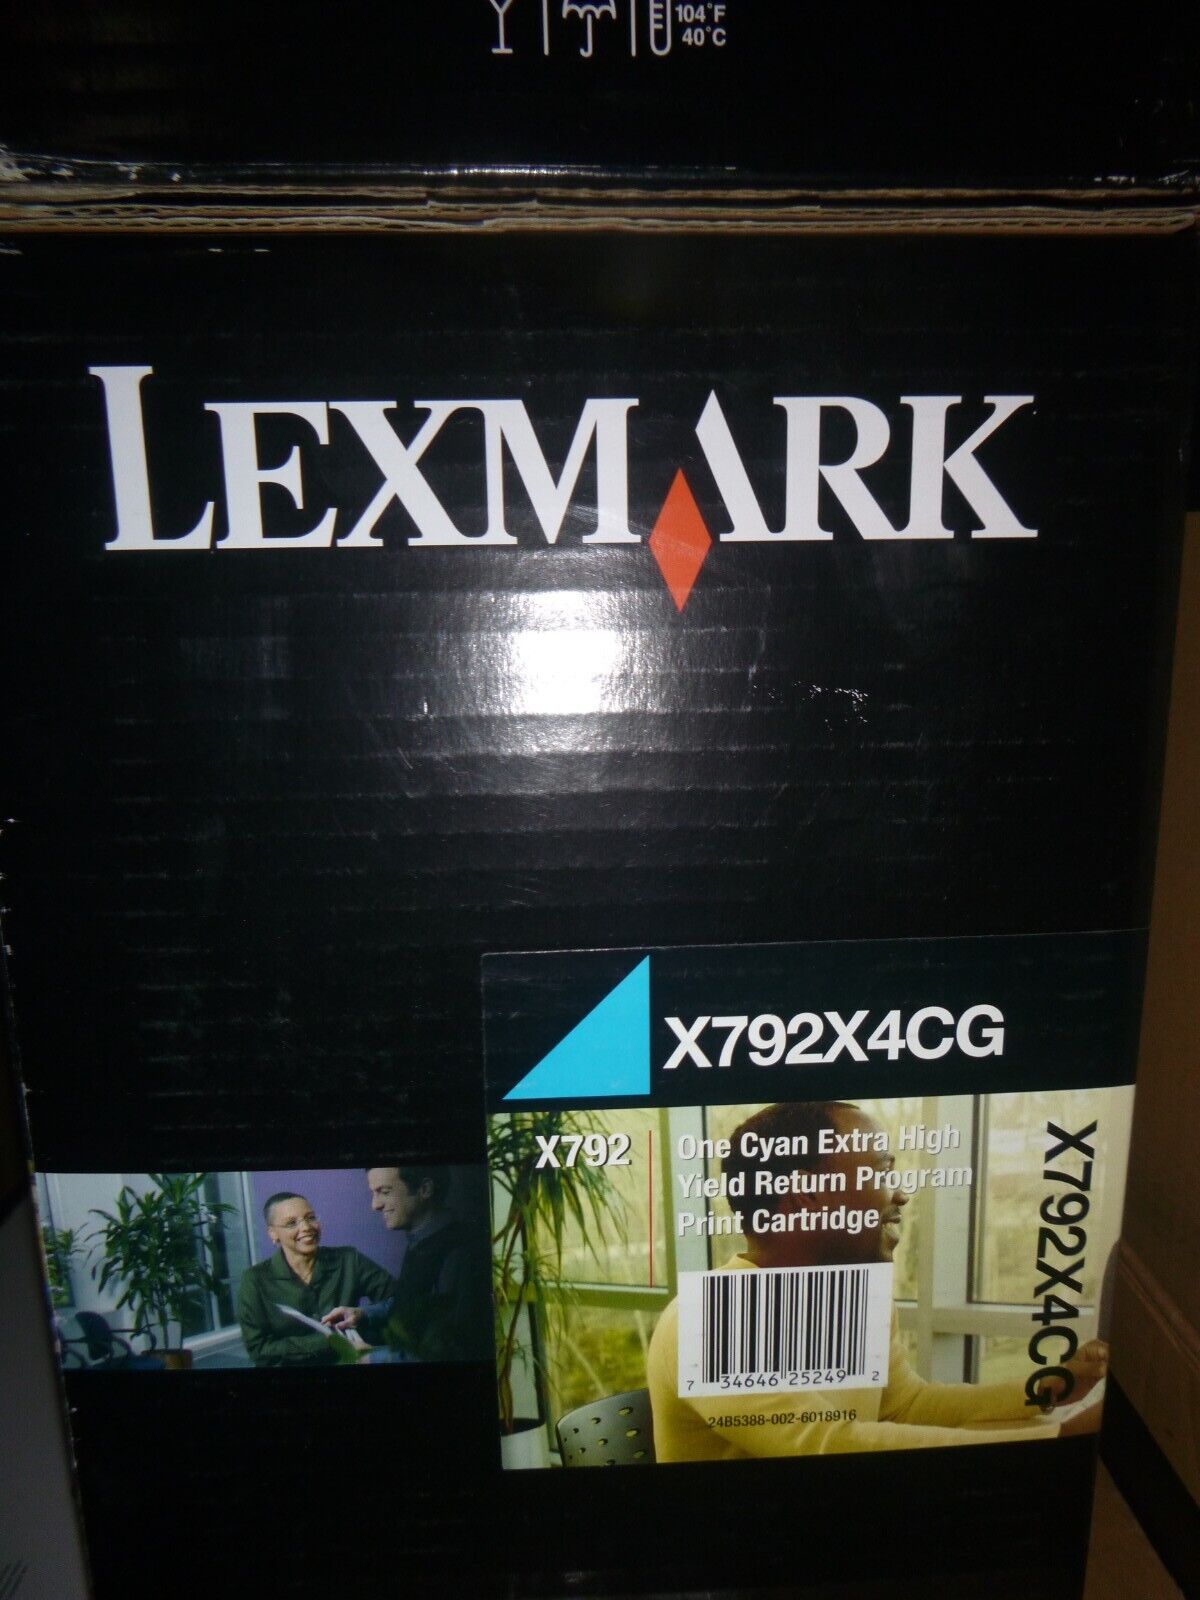 104°F
40°C
LEXMARK
X792X4CG
X792
One Cyan Extra High
Yield Return Program
Print Cartridge
X792X4CG
7 34646 25249 2
24B5388-002-6018916